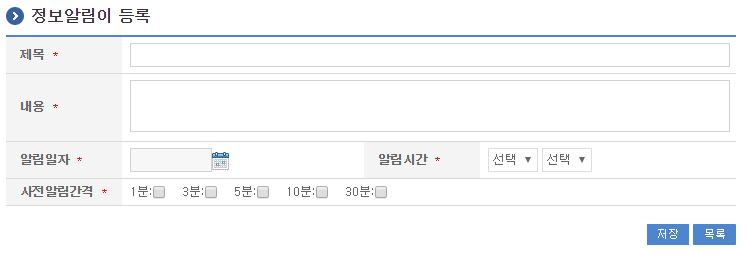 정보알림이 등록
제목 *
내용 *
알림일자 * 알림시간 * 선택 ▼ 선택 ▼
사전알림간격 * 1분: 3분: 5분: 10분: 30분:
저장 목록